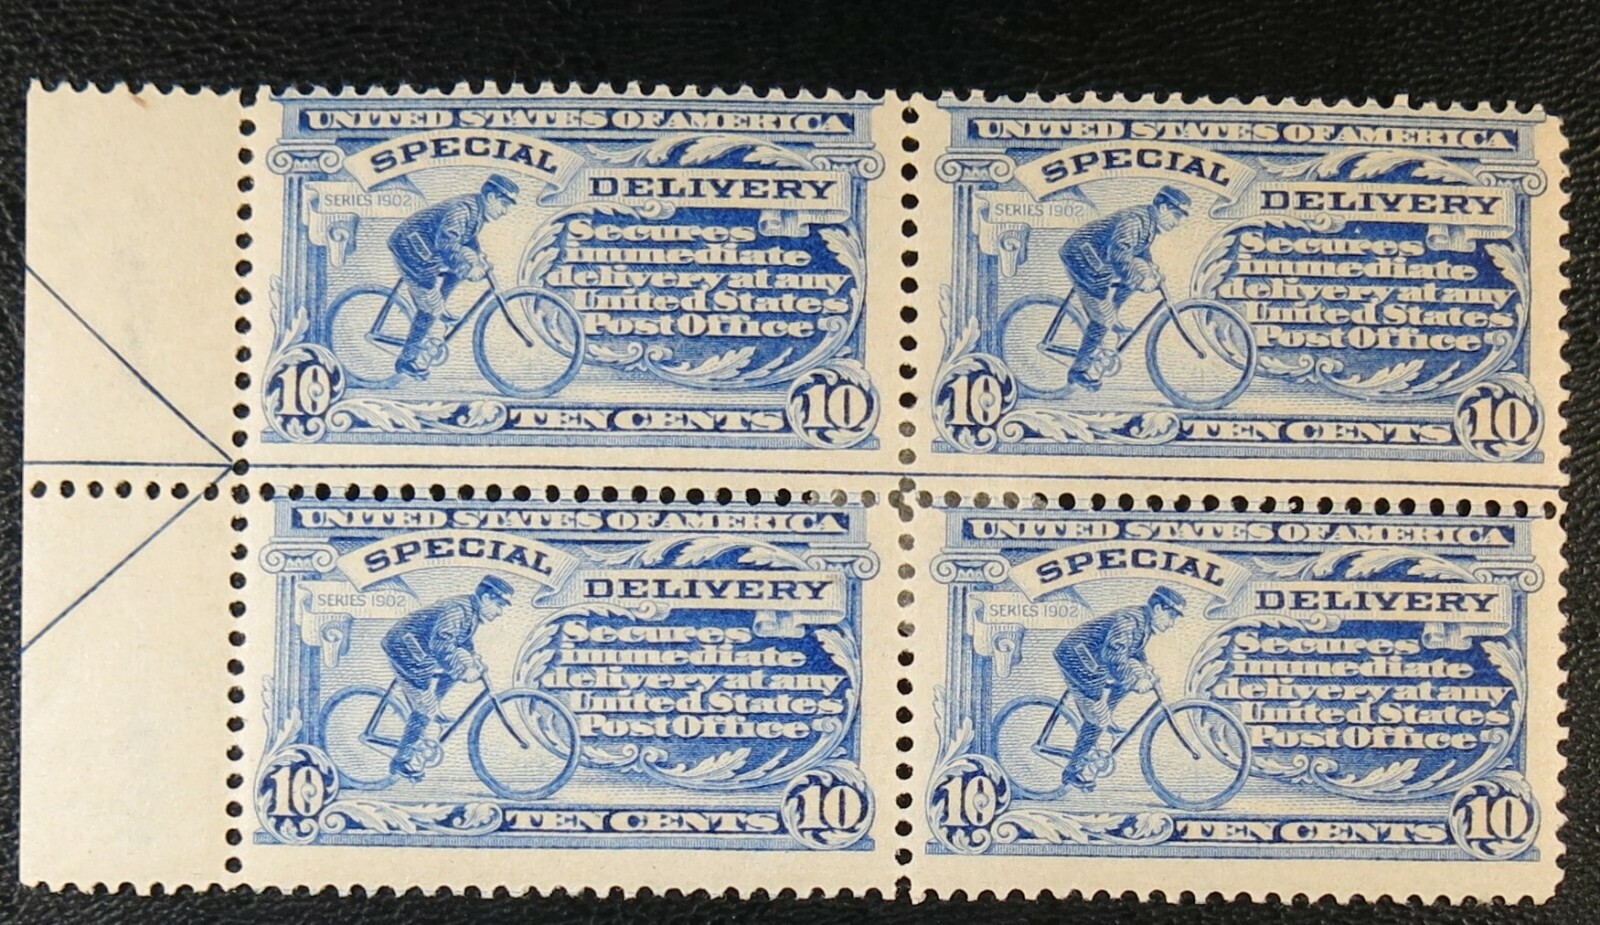 UNITED STATES OF AMERICA
SPECIAL DELIVERY
SERIES 1902
Secures
immediate
delivery at any
United States
Post Office
10 TEN CENTS 10
UNITED STATES OF AMERICA
SPECIAL DELIVERY
SERIES 1902
Secures
immediate
delivery at any
United States
Post Office
10 TEN CENTS 10
UNITED STATES OF AMERICA
SPECIAL DELIVERY
SERIES 1902
Secures
immediate
delivery at any
United States
Post Office
10 TEN CENTS 10
UNITED STATES OF AMERICA
SPECIAL DELIVERY
SERIES 1902
Secures
immediate
delivery at any
United States
Post Office
10 TEN CENTS 10